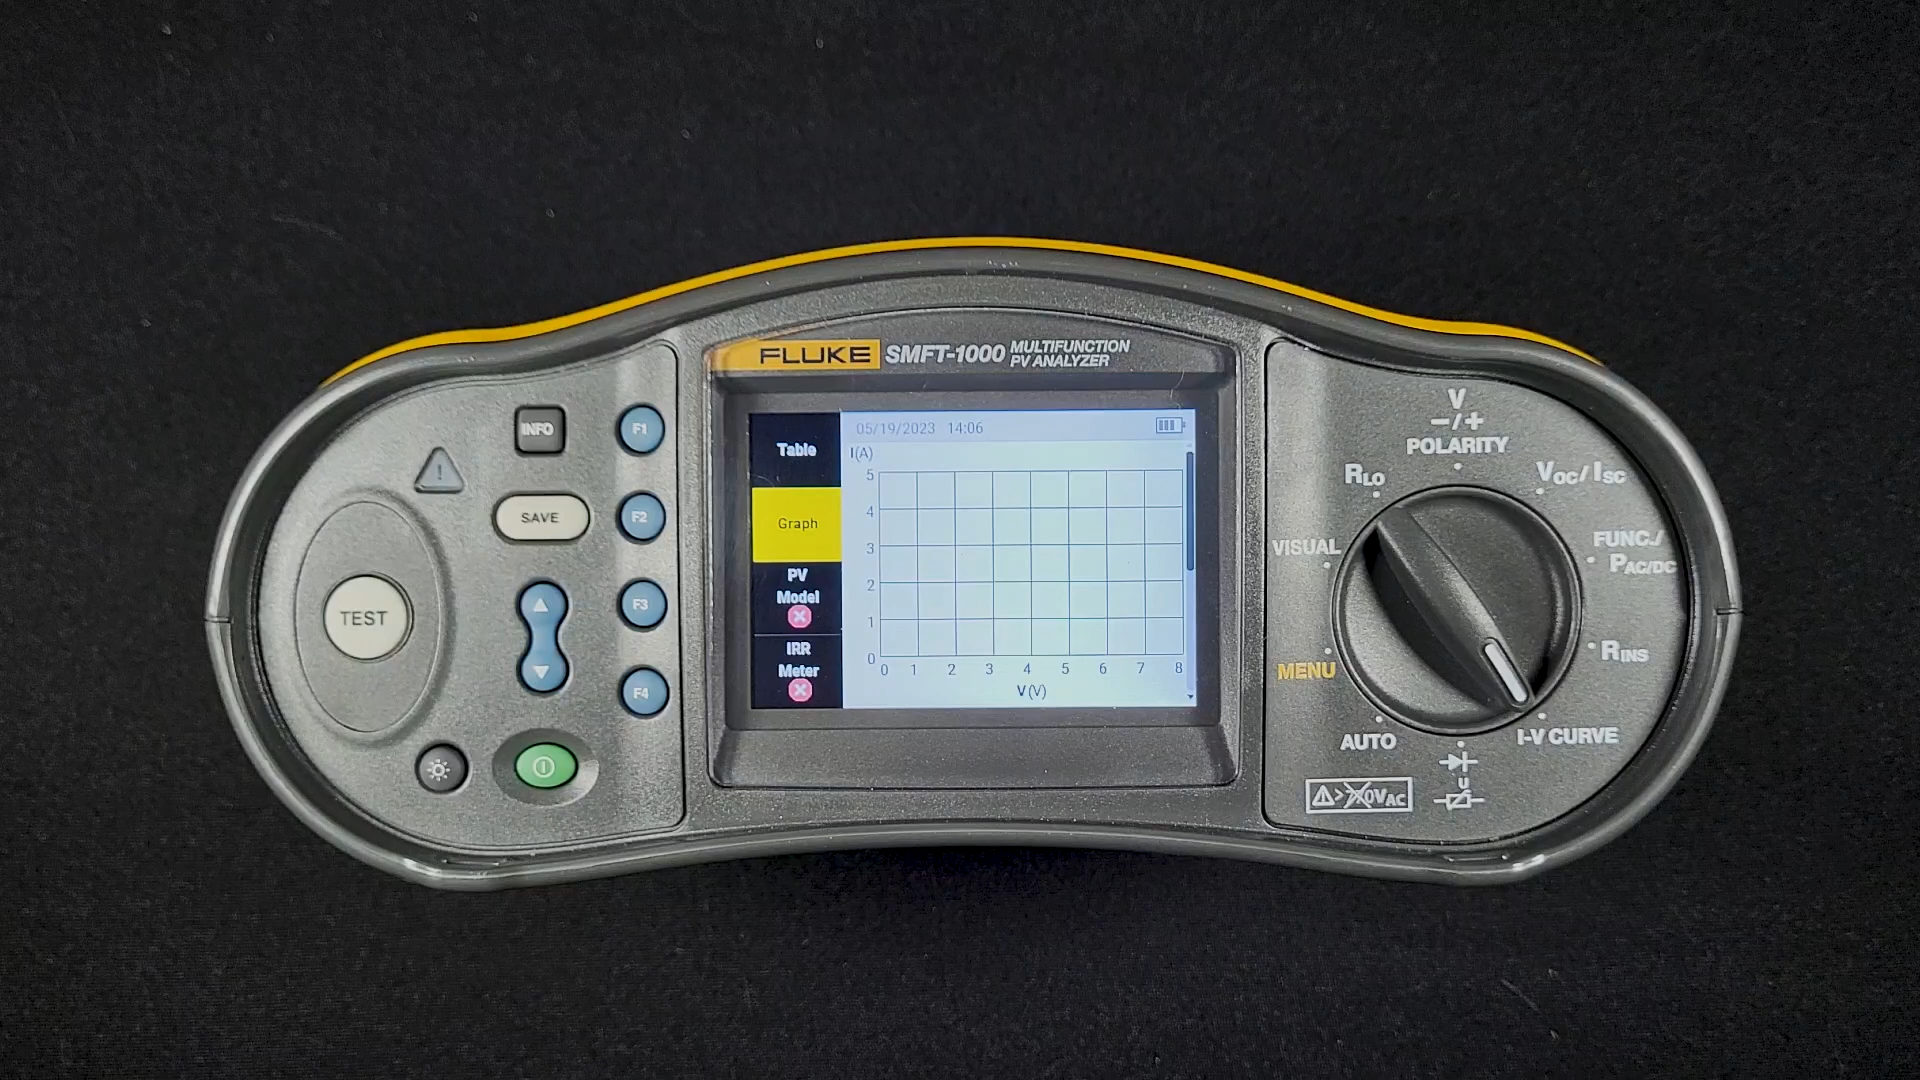 FLUKE SMFT-1000 MULTIFUNCTION
PV ANALYZER
INFO
!
SAVE
TEST
F1
F2
F3
F4
Table
Graph
PV
Model
IRR
Meter
05/19/2023 14:06
I(A)
5
4
3
2
1
0
0 1 2 3 4 5 6 7 8
V(V)
V
-/+
POLARITY
RLO
VOC/ISC
VISUAL
FUNC./
PAC/DC
MENU
RINS
AUTO
I-V CURVE
U